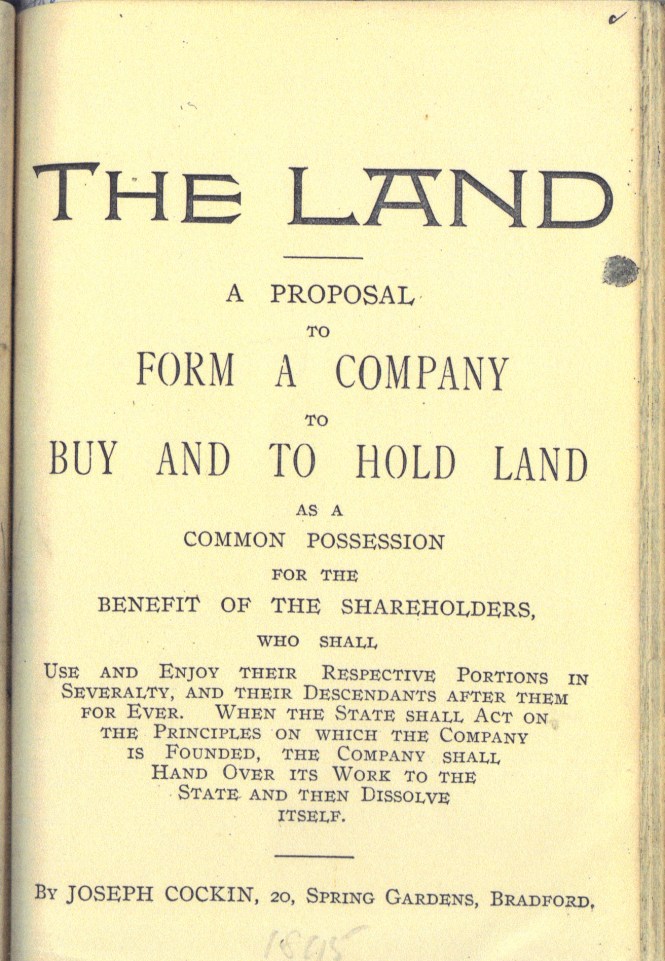 THE LAND
A PROPOSAL
TO
FORM A COMPANY
TO
BUY AND TO HOLD LAND
AS A
COMMON POSSESSION
FOR THE
BENEFIT OF THE SHAREHOLDERS,
WHO SHALL
USE AND ENJOY THEIR RESPECTIVE PORTIONS IN
SEVERALTY, AND THEIR DESCENDANTS AFTER THEM
FOR EVER. WHEN THE STATE SHALL ACT ON
THE PRINCIPLES ON WHICH THE COMPANY
IS FOUNDED, THE COMPANY SHALL
HAND OVER ITS WORK TO THE
STATE AND THEN DISSOLVE
ITSELF.
BY JOSEPH COCKIN, 20, SPRING GARDENS, BRADFORD.
1895